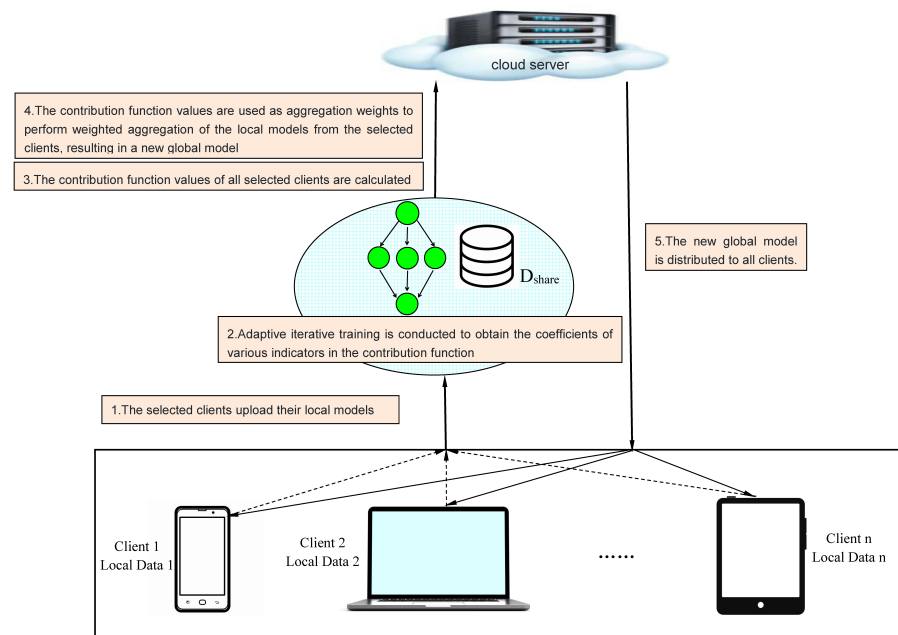 cloud server
4.The contribution function values are used as aggregation weights to
perform weighted aggregation of the local models from the selected
clients, resulting in a new global model
3.The contribution function values of all selected clients are calculated
5.The new global model
is distributed to all clients.
Dshare
2.Adaptive iterative training is conducted to obtain the coefficients of
various indicators in the contribution function
1.The selected clients upload their local models
Client 1
Local Data 1
Client 2
Local Data 2
......
Client n
Local Data n